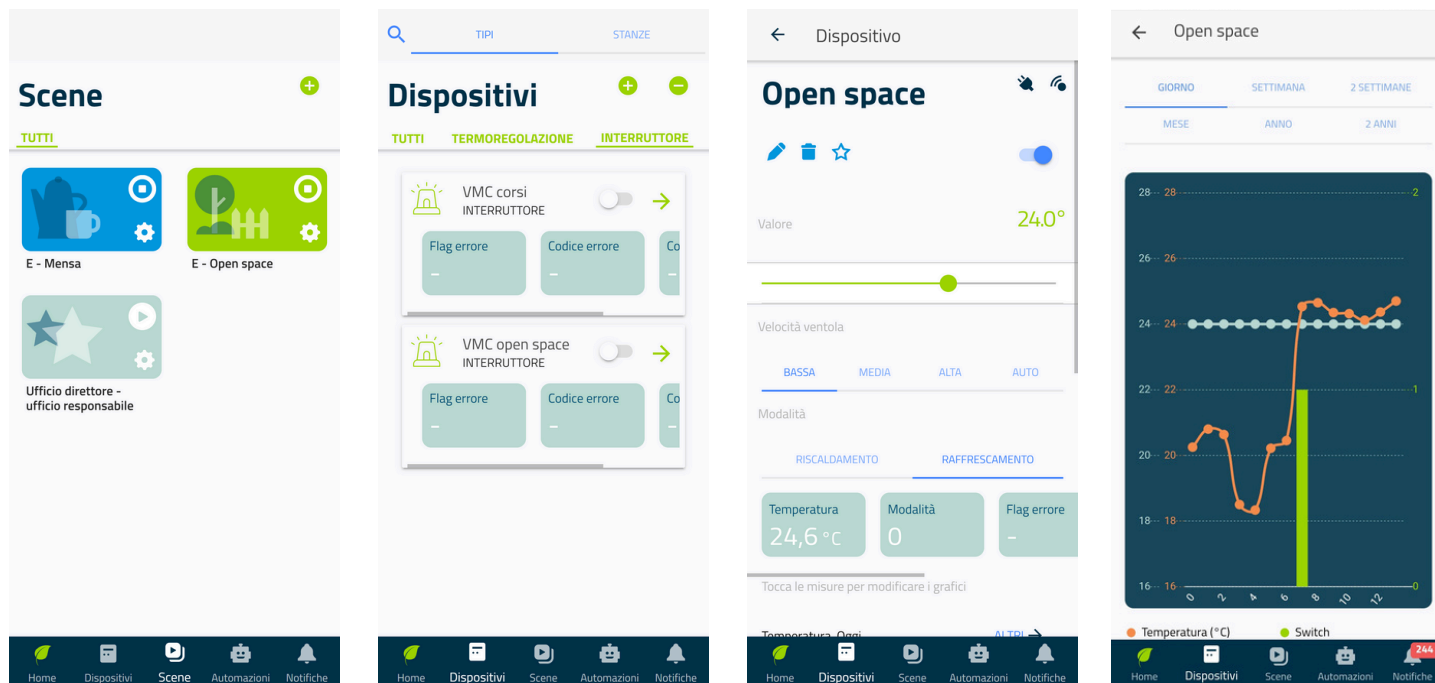 Scene
TUTTI
E - Mensa
E - Open space
Ufficio direttore -
ufficio responsabile
Home Dispositivi Scene Automazioni Notifiche
TIPI STANZE
Dispositivi
TUTTI TERMOREGOLAZIONE INTERRUTTORE
VMC corsi
INTERRUTTORE
Flag errore Codice errore Co
- - -
VMC open space
INTERRUTTORE
Flag errore Codice errore Co
- - -
Home Dispositivi Scene Automazioni Notifiche
Dispositivo
Open space
Valore 24.0°
Velocità ventola
BASSA MEDIA ALTA AUTO
Modalità
RISCALDAMENTO RAFFRESCAMENTO
Temperatura Modalità Flag errore
24,6 °C 0 -
Tocca le misure per modificare i grafici
Temperatura, Oggi ALTRI
Home Dispositivi Scene Automazioni Notifiche
Open space
GIORNO SETTIMANA 2 SETTIMANE
MESE ANNO 2 ANNI
28 28 2
26 26
24 24
22 22 1
20 20
18 18
16 16 0
0 2 4 6 8 10 12
Temperatura (°C) Switch
244
Home Dispositivi Scene Automazioni Notifiche